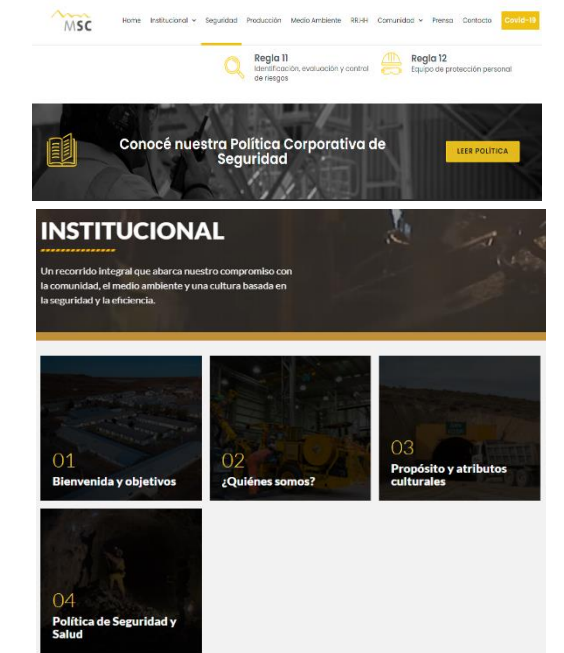 MSC
Home Institucional Seguridad Producción Medio Ambiente RR.HH Comunidad Prensa Contacto Covid-19
Regla 11
Identificación, evaluación y control
de riesgos
Regla 12
Equipo de protección personal
Conocé nuestra Política Corporativa de
Seguridad
LEER POLÍTICA
INSTITUCIONAL
Un recorrido integral que abarca nuestro compromiso con
la comunidad, el medio ambiente y una cultura basada en
la seguridad y la eficiencia.
01
Bienvenida y objetivos
02
¿Quiénes somos?
03
Propósito y atributos
culturales
04
Política de Seguridad y
Salud